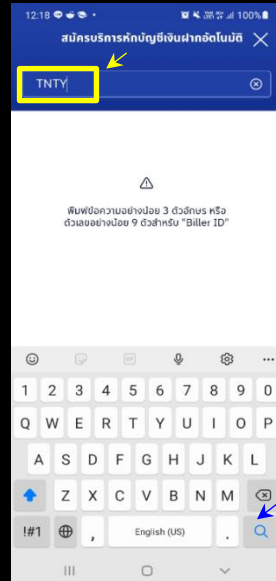 12:18
100%
สมัครบริการหักบัญชีเงินฝากอัตโนมัติ
TNTY
พิมพ์ข้อความอย่างน้อย 3 ตัวอักษร หรือ
ตัวเลขอย่างน้อย 9 ตัวสำหรับ "Biller ID"
1 2 3 4 5 6 7 8 9 0
Q W E R T Y U I O P
A S D F G H J K L
Z X C V B N M
!#1 , English (US) .